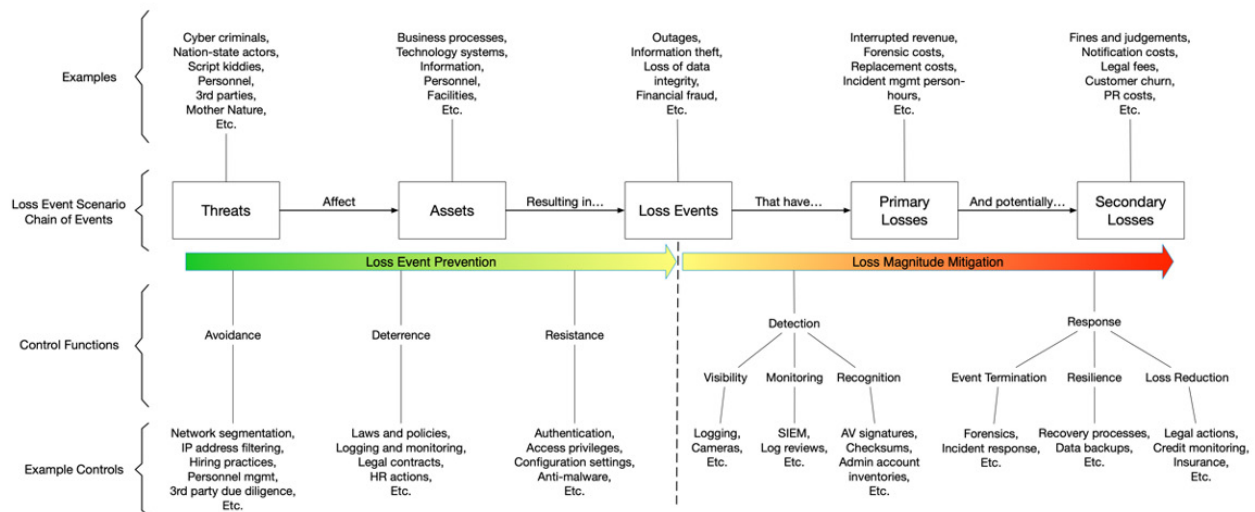 Examples
Cyber criminals,
Nation-state actors,
Script kiddies,
Personnel,
3rd parties,
Mother Nature,
Etc.
Business processes,
Technology systems,
Information,
Personnel,
Facilities,
Etc.
Outages,
Information theft,
Loss of data
integrity,
Financial fraud,
Etc.
Interrupted revenue,
Forensic costs,
Replacement costs,
Incident mgmt person-
hours,
Etc.
Fines and judgements,
Notification costs,
Legal fees,
Customer churn,
PR costs,
Etc.
Loss Event Scenario
Chain of Events
Threats
Affect
Assets
Resulting in…
Loss Events
That have…
Primary
Losses
And potentially…
Secondary
Losses
Loss Event Prevention
Loss Magnitude Mitigation
Control Functions
Avoidance
Deterrence
Resistance
Detection
Visibility
Monitoring
Recognition
Response
Event Termination
Resilience
Loss Reduction
Example Controls
Network segmentation,
IP address filtering,
Hiring practices,
Personnel mgmt,
3rd party due diligence,
Etc.
Laws and policies,
Logging and monitoring,
Legal contracts,
HR actions,
Etc.
Authentication,
Access privileges,
Configuration settings,
Anti-malware,
Etc.
Logging,
Cameras,
Etc.
SIEM,
Log reviews,
Etc.
AV signatures,
Checksums,
Admin account
inventories,
Etc.
Forensics,
Incident response,
Etc.
Recovery processes,
Data backups,
Etc.
Legal actions,
Credit monitoring,
Insurance,
Etc.